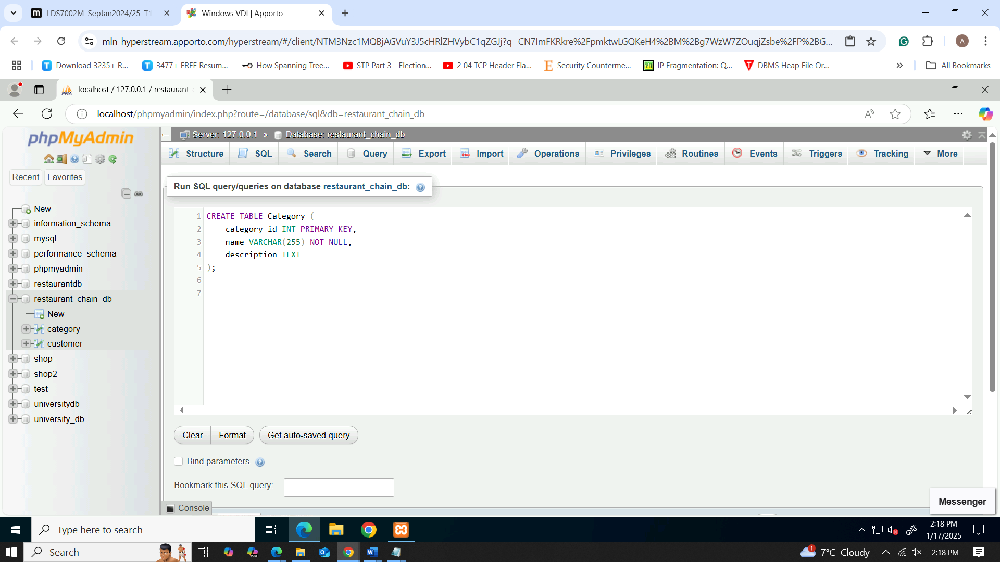 LDS7002M–SepJan2024/25–T1-
Windows VDI | Apporto
mln-hyperstream.apporto.com/hyperstream/#/client/NTM3Nzc1MQBjAGVuY3J5cHRlZHVybC1qZGJj?q=CN7ImFKRkre%2FpmktwLGQKeH4%2BM%2Bg7WzW7ZOuqjZsbe%2FP%2BG...
A
Download 3235+ R...
3477+ FREE Resum...
How Spanning Tree...
STP Part 3 - Election...
2 04 TCP Header Fla...
Security Counterme...
IP Fragmentation: Q...
DBMS Heap File Or...
All Bookmarks
localhost / 127.0.0.1 / restaurant_
localhost/phpmyadmin/index.php?route=/database/sql&db=restaurant_chain_db
phpMyAdmin
Recent
Favorites
New
information_schema
mysql
performance_schema
phpmyadmin
restaurantdb
restaurant_chain_db
New
category
customer
shop
shop2
test
universitydb
university_db
Server: 127.0.0.1 » Database: restaurant_chain_db
Structure
SQL
Search
Query
Export
Import
Operations
Privileges
Routines
Events
Triggers
Tracking
More
Run SQL query/queries on database restaurant_chain_db:
1 CREATE TABLE Category (
2 category_id INT PRIMARY KEY,
3 name VARCHAR(255) NOT NULL,
4 description TEXT
5 );
6
7
Clear
Format
Get auto-saved query
Bind parameters
Bookmark this SQL query:
Console
Messenger
Type here to search
2:18 PM
1/17/2025
Search
1
7°C Cloudy
2:18 PM